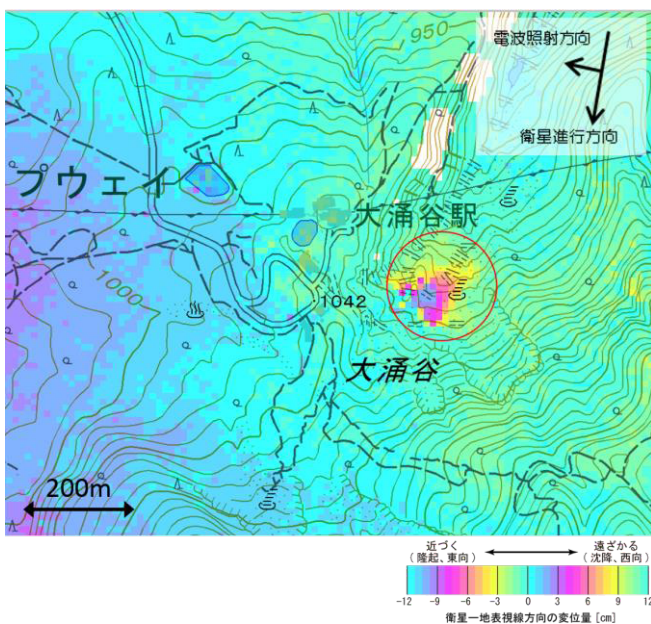 950
電波照射方向
衛星進行方向
プウェイ
大涌谷駅
1000
1042
大涌谷
200m
近づく
(隆起、東向)
遠ざかる
(沈降、西向)
-12 -9 -6 -3 0 3 6 9 12
衛星－地表視線方向の変位量 [cm]